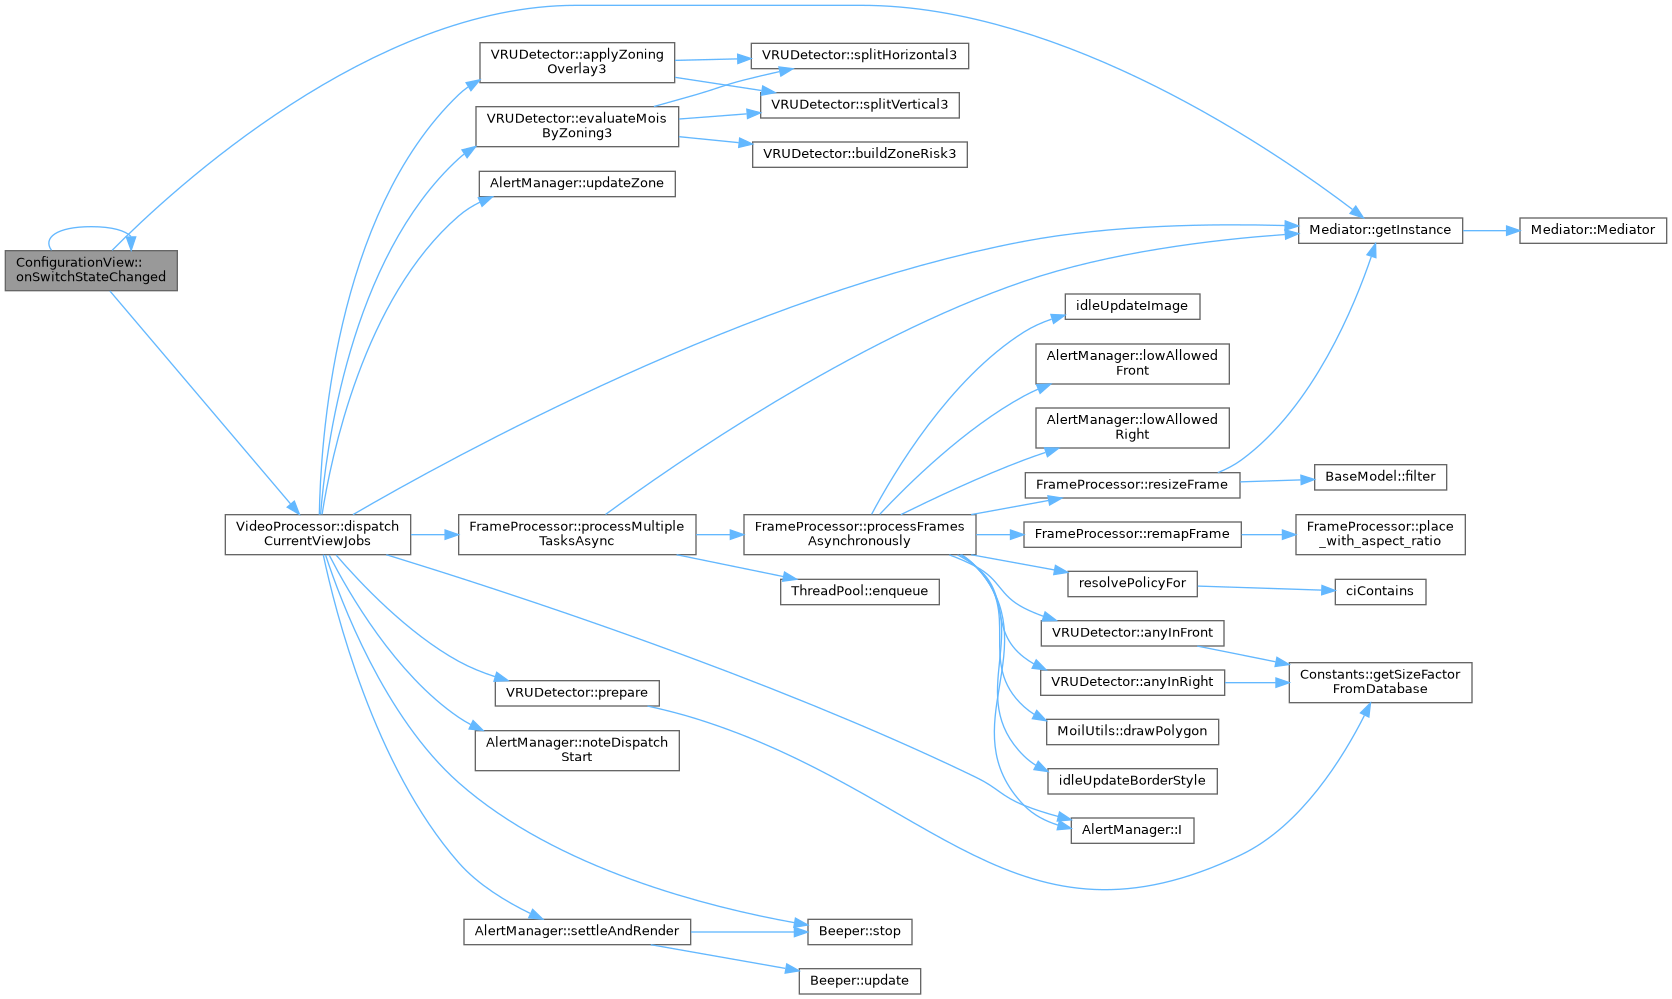 ConfigurationView::
onSwitchStateChanged
VideoProcessor::dispatch
CurrentViewJobs
VRUDetector::applyZoning
Overlay3
VRUDetector::evaluateMois
ByZoning3
AlertManager::updateZone
FrameProcessor::processMultiple
TasksAsync
VRUDetector::prepare
AlertManager::noteDispatch
Start
AlertManager::settleAndRender
VRUDetector::splitHorizontal3
VRUDetector::splitVertical3
VRUDetector::buildZoneRisk3
FrameProcessor::processFrames
Asynchronously
ThreadPool::enqueue
Beeper::stop
Beeper::update
idleUpdateImage
AlertManager::lowAllowed
Front
AlertManager::lowAllowed
Right
FrameProcessor::resizeFrame
FrameProcessor::remapFrame
resolvePolicyFor
VRUDetector::anyInFront
VRUDetector::anyInRight
MoilUtils::drawPolygon
idleUpdateBorderStyle
AlertManager::I
Mediator::getInstance
BaseModel::filter
FrameProcessor::place
_with_aspect_ratio
ciContains
Constants::getSizeFactor
FromDatabase
Mediator::Mediator